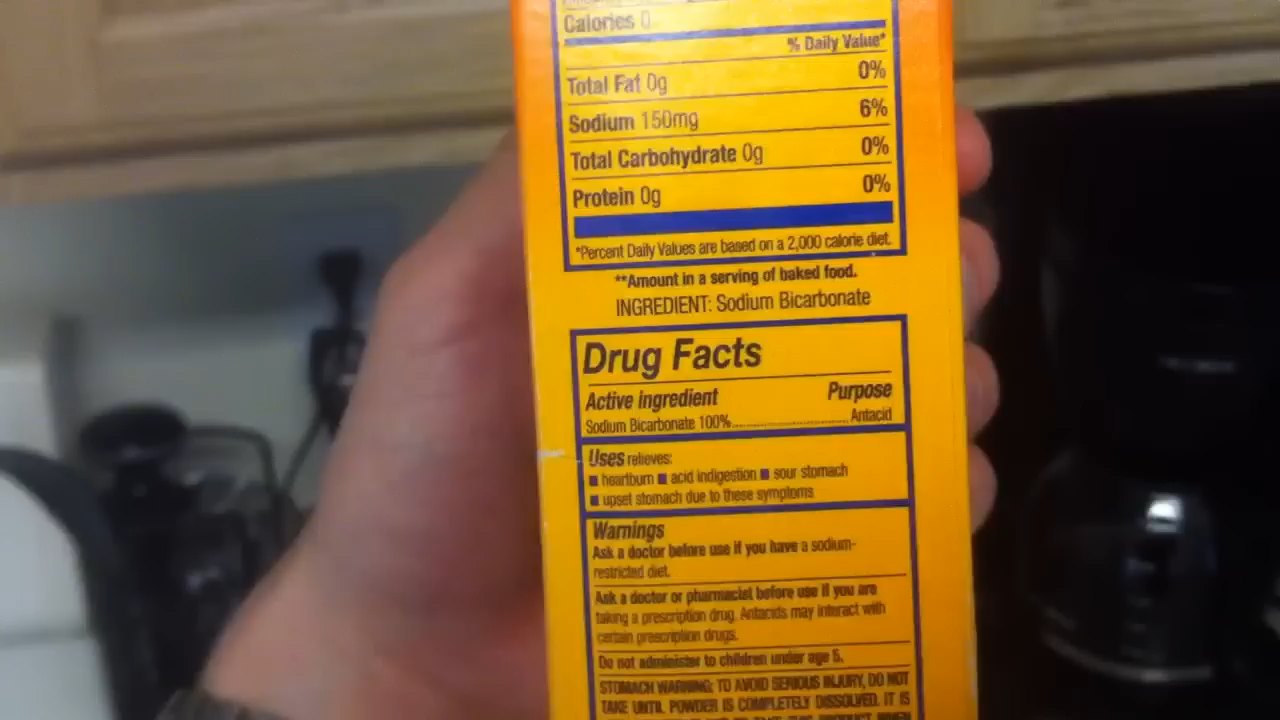 Calories 0
% Daily Value*
Total Fat 0g 0%
Sodium 150mg 6%
Total Carbohydrate 0g 0%
Protein 0g 0%
*Percent Daily Values are based on a 2,000 calorie diet.
**Amount in a serving of baked food.
INGREDIENT: Sodium Bicarbonate
Drug Facts
Active ingredient Purpose
Sodium Bicarbonate 100%........................Antacid
Uses relieves:
■ heartburn ■ acid indigestion ■ sour stomach
■ upset stomach due to these symptoms
Warnings
Ask a doctor before use if you have a sodium-
restricted diet.
Ask a doctor or pharmacist before use if you are
taking a prescription drug. Antacids may interact with
certain prescription drugs.
Do not administer to children under age 5.
STOMACH WARNING: TO AVOID SERIOUS INJURY, DO NOT
TAKE UNTIL POWDER IS COMPLETELY DISSOLVED. IT IS